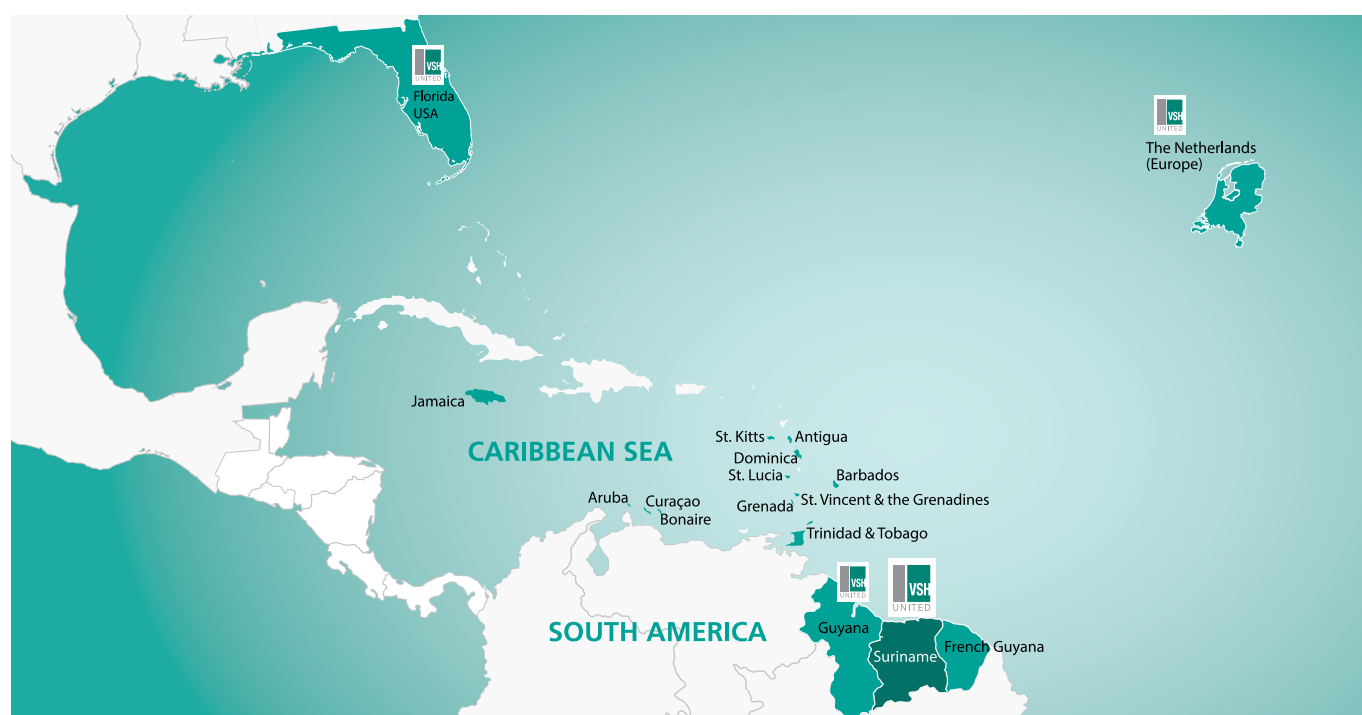 VSH
UNITED
Florida
USA
VSH
UNITED
The Netherlands
(Europe)
Jamaica
CARIBBEAN SEA
St. Kitts
Antigua
Dominica
St. Lucia
Barbados
Aruba
Curaçao
Bonaire
Grenada
St. Vincent & the Grenadines
Trinidad & Tobago
VSH
UNITED
VSH
UNITED
SOUTH AMERICA
Guyana
Suriname
French Guyana